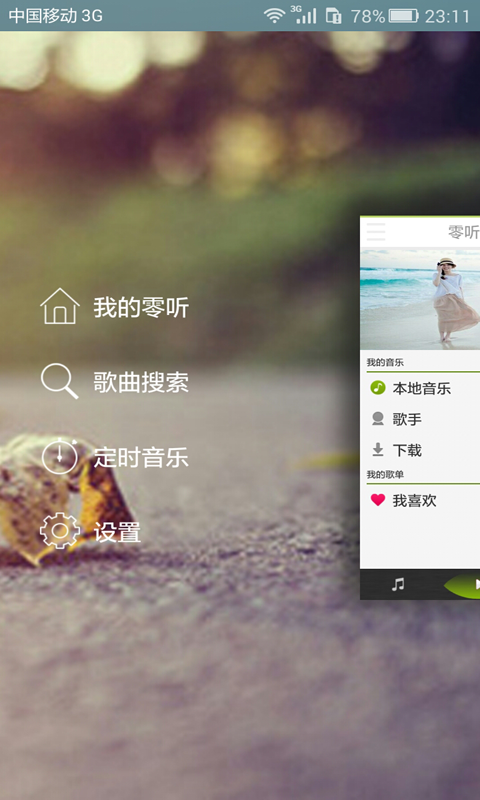 中国移动 3G
3G
78%
23:11
零听
我的零听
歌曲搜索
定时音乐
设置
我的音乐
本地音乐
歌手
下载
我的歌单
我喜欢